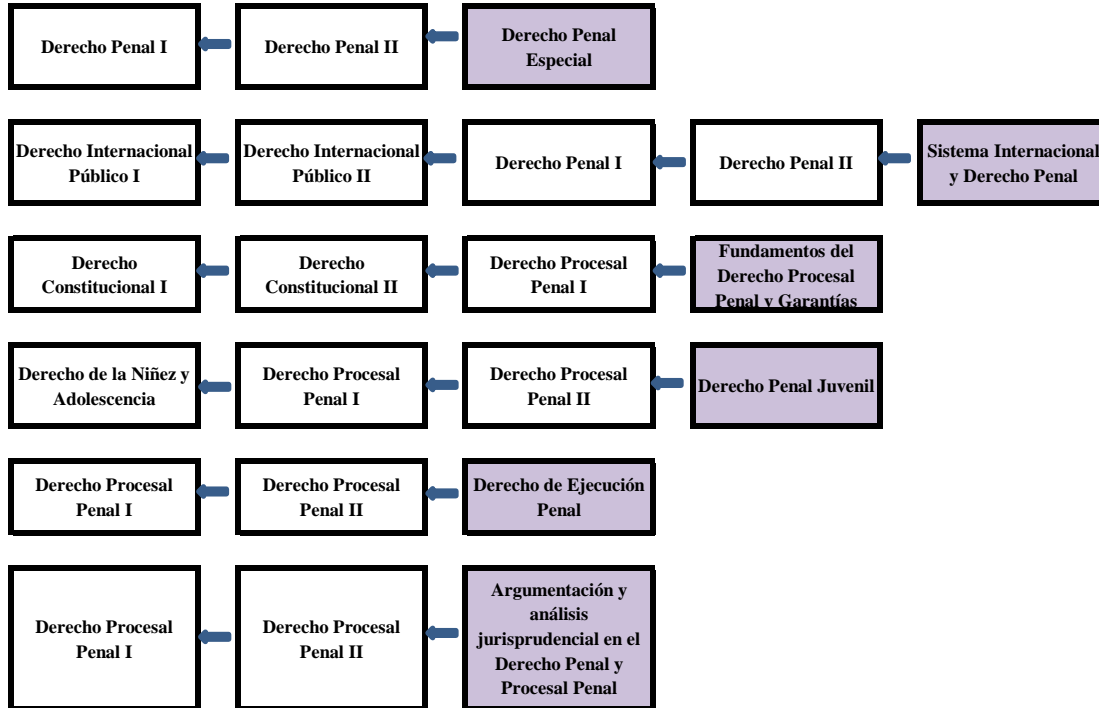 Derecho Penal I
Derecho Penal II
Derecho Penal
Especial
Derecho Internacional
Público I
Derecho Internacional
Público II
Derecho Penal I
Derecho Penal II
Sistema Internacional
y Derecho Penal
Derecho
Constitucional I
Derecho
Constitucional II
Derecho Procesal
Penal I
Fundamentos del
Derecho Procesal
Penal y Garantías
Derecho de la Niñez y
Adolescencia
Derecho Procesal
Penal I
Derecho Procesal
Penal II
Derecho Penal Juvenil
Derecho Procesal
Penal I
Derecho Procesal
Penal II
Derecho de Ejecución
Penal
Derecho Procesal
Penal I
Derecho Procesal
Penal II
Argumentación y
análisis
jurisprudencial en el
Derecho Penal y
Procesal Penal